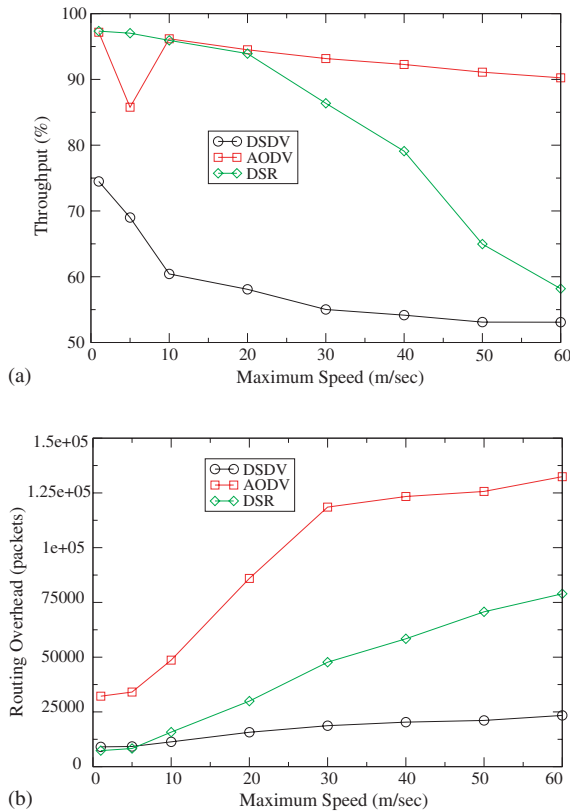 100
90
80
70
60
50
Throughput (%)
DSDV
AODV
DSR
0
10
20
30
40
50
60
Maximum Speed (m/sec)
(a)
1.5e+05
1.25e+05
1e+05
75000
50000
25000
0
Routing Overhead (packets)
DSDV
AODV
DSR
0
10
20
30
40
50
60
Maximum Speed (m/sec)
(b)